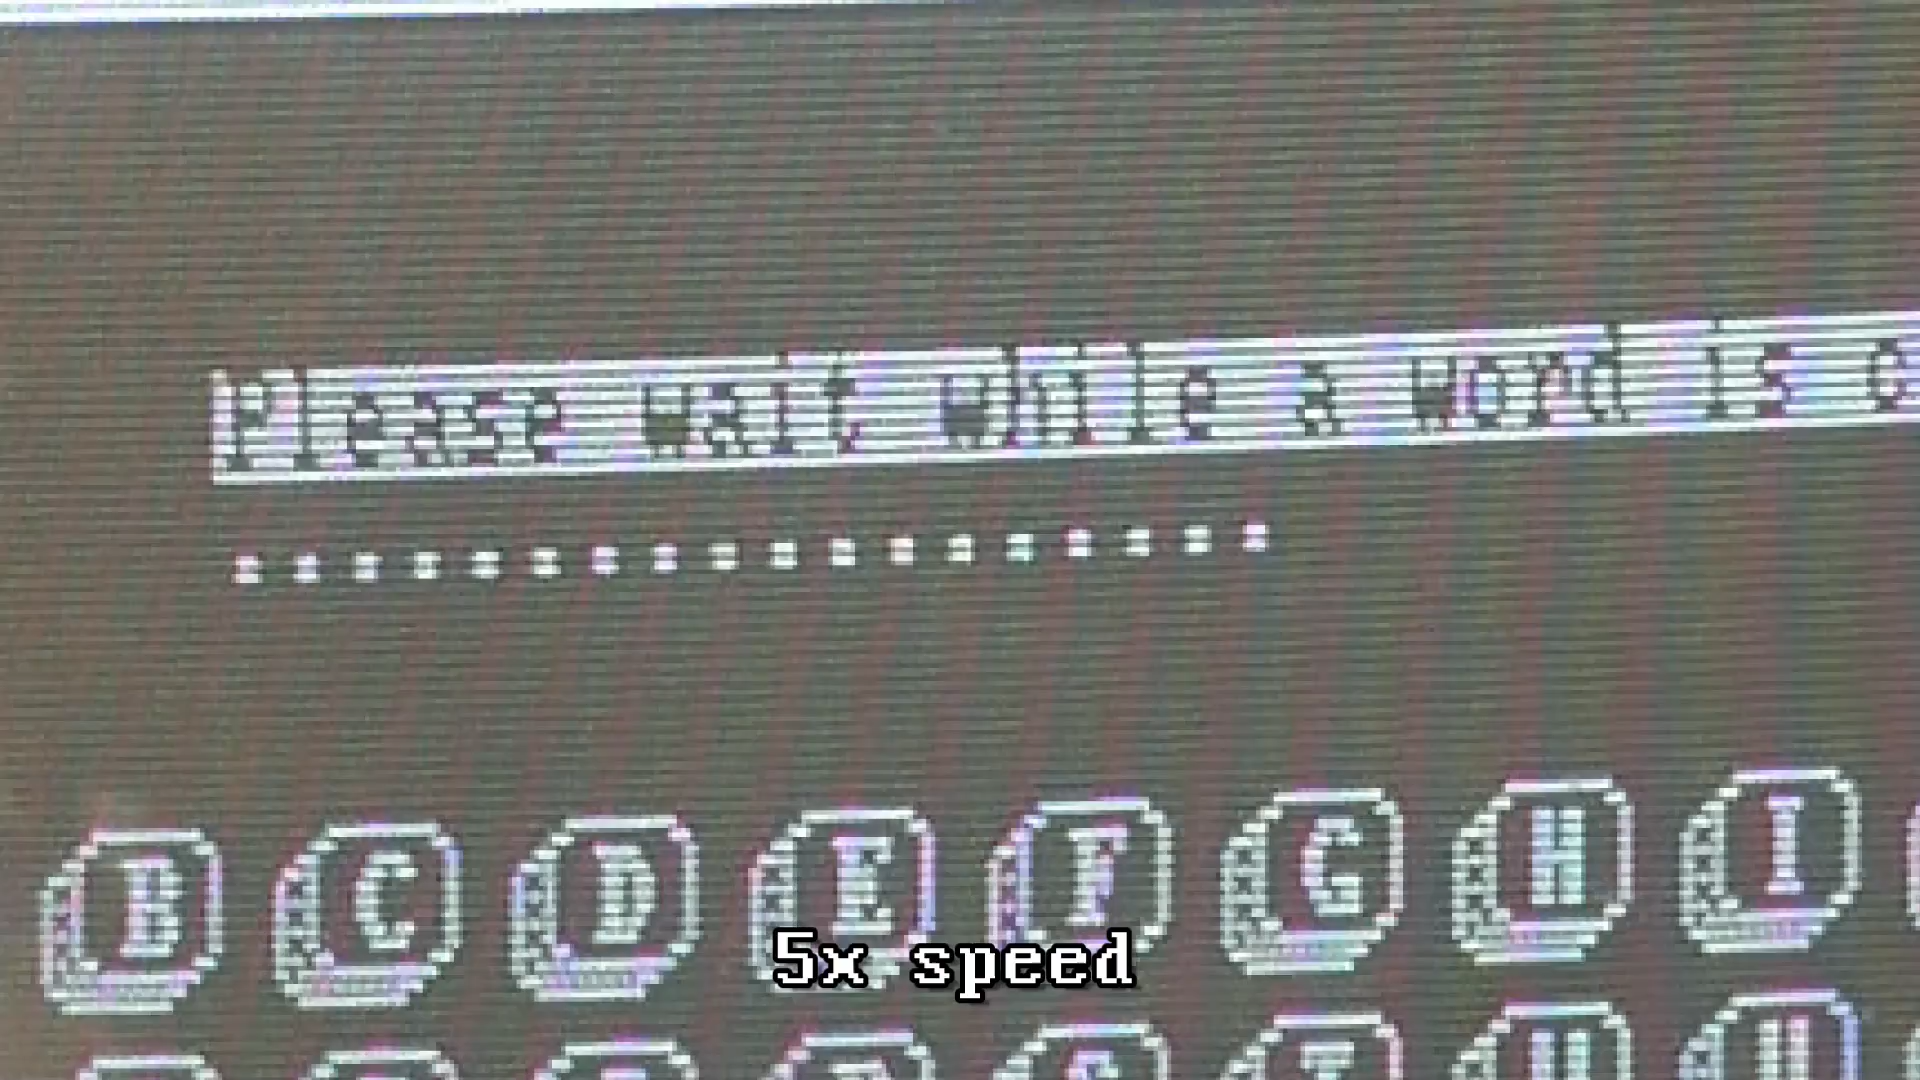 Please wait while a word is c
..................
B C D E F G H I
5x speed